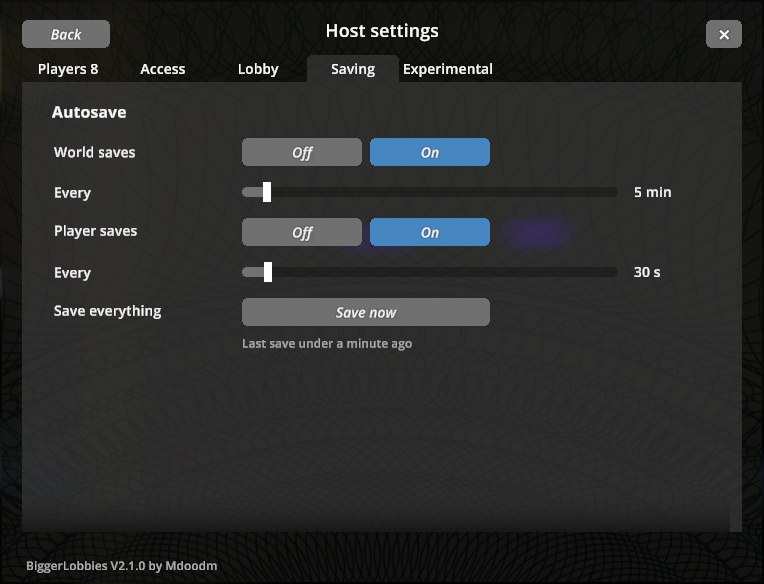 Back
Host settings
×
Players 8 Access Lobby Saving Experimental
Autosave
World saves Off On
Every 5 min
Player saves Off On
Every 30 s
Save everything Save now
Last save under a minute ago
BiggerLobbies V2.1.0 by Mdoodm